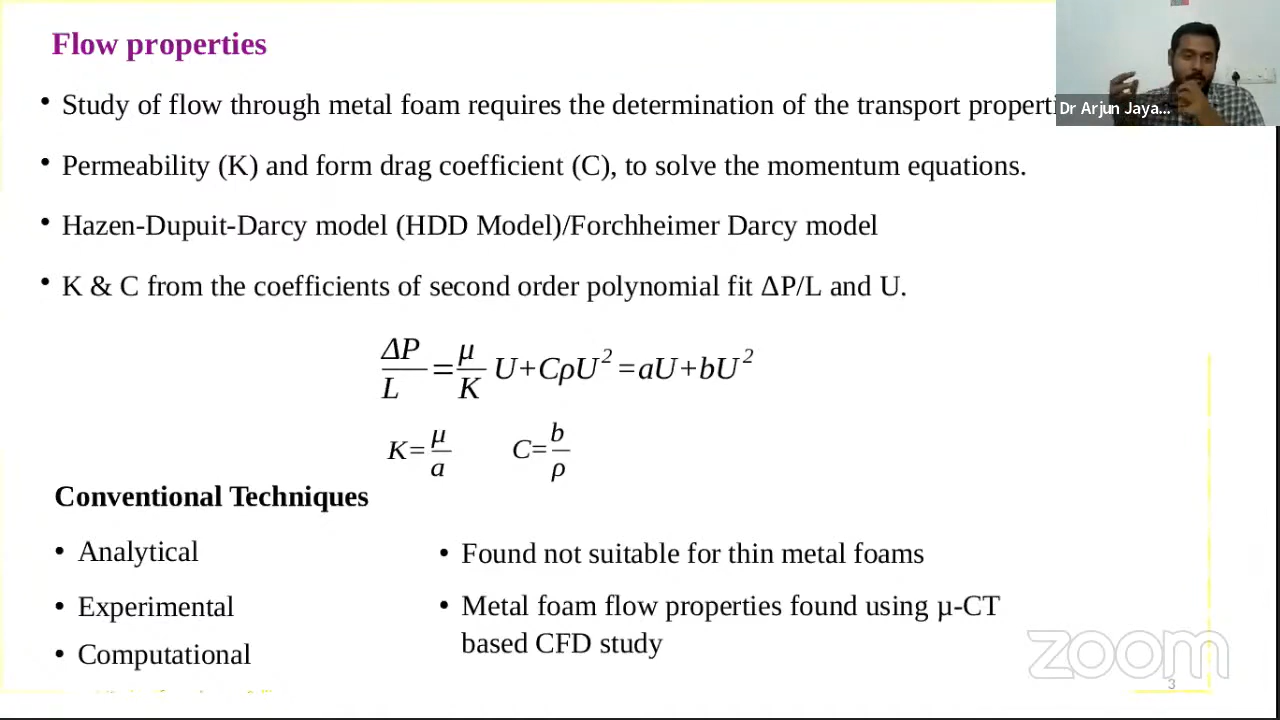 Flow properties
• Study of flow through metal foam requires the determination of the transport properti
Dr Arjun Jaya...
• Permeability (K) and form drag coefficient (C), to solve the momentum equations.
• Hazen-Dupuit-Darcy model (HDD Model)/Forchheimer Darcy model
• K & C from the coefficients of second order polynomial fit ΔP/L and U.
ΔP/L = μ/K U+CρU² =aU+bU²
K= μ/a C= b/ρ
Conventional Techniques
• Analytical
• Experimental
• Computational
• Found not suitable for thin metal foams
• Metal foam flow properties found using µ-CT
based CFD study
zoom
3